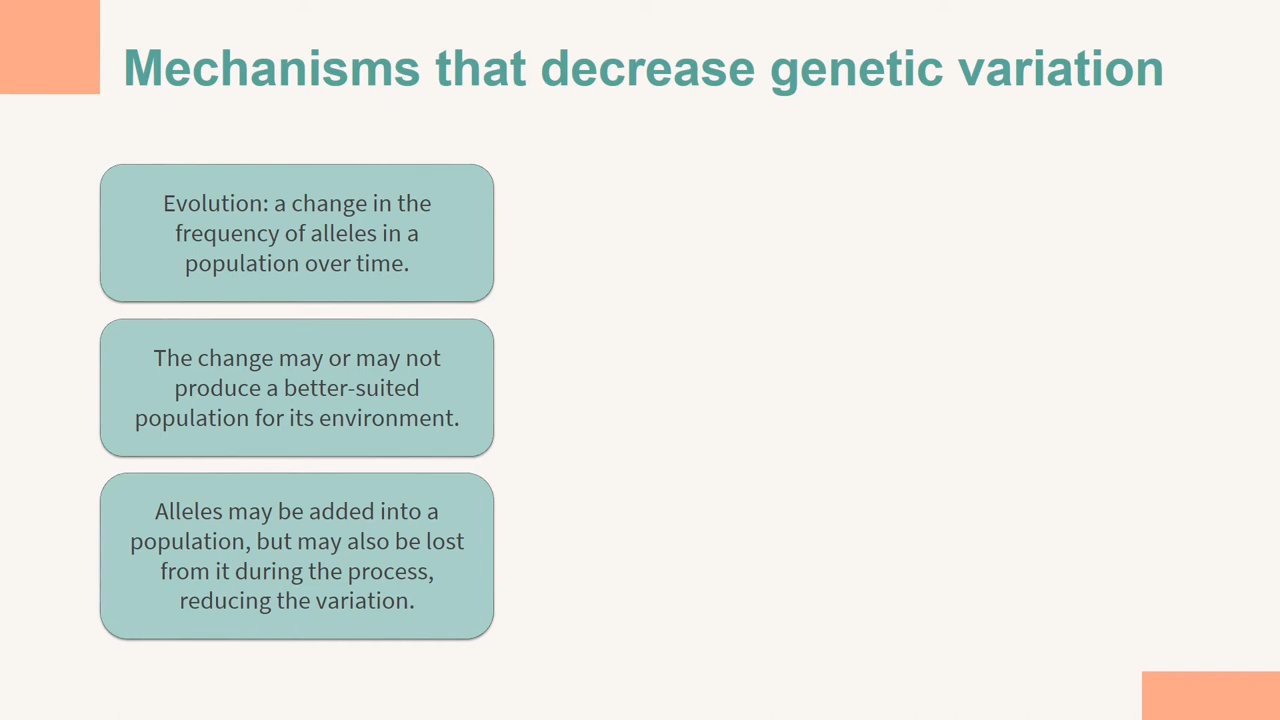 Mechanisms that decrease genetic variation
Evolution: a change in the
frequency of alleles in a
population over time.
The change may or may not
produce a better-suited
population for its environment.
Alleles may be added into a
population, but may also be lost
from it during the process,
reducing the variation.